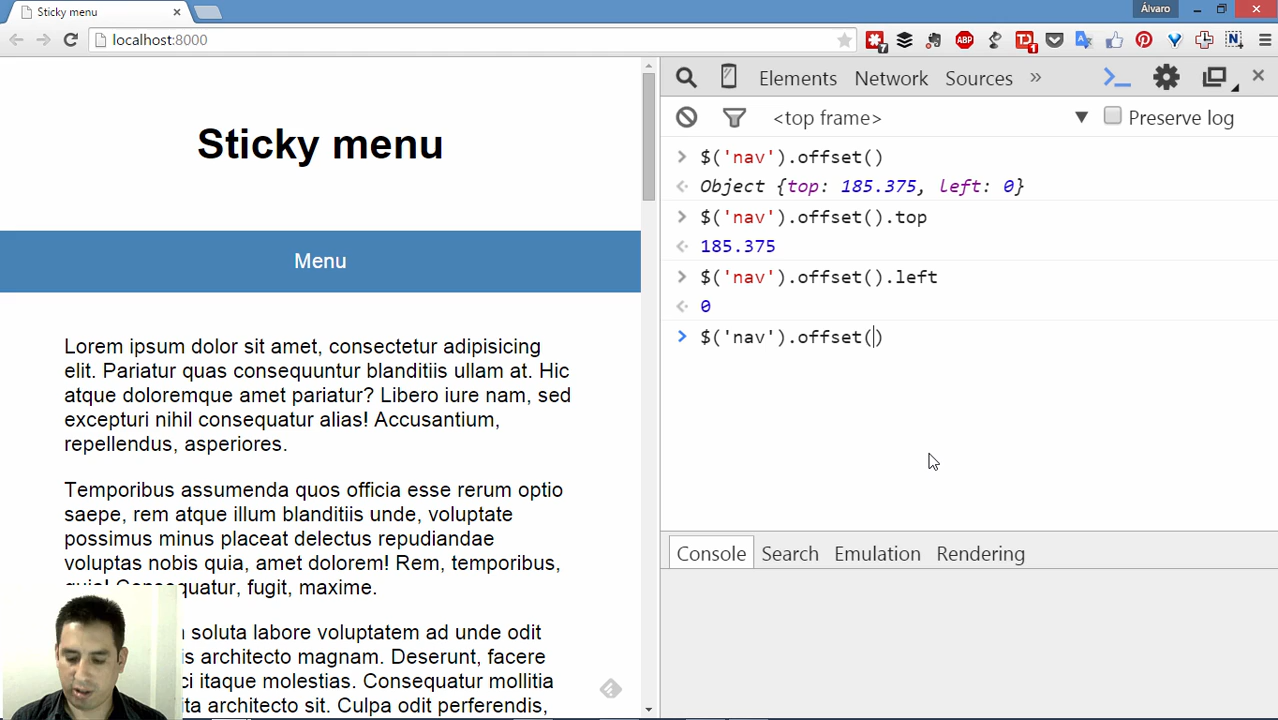 Sticky menu
Álvaro
localhost:8000
Sticky menu
Menu
Lorem ipsum dolor sit amet, consectetur adipisicing
elit. Pariatur quas consequuntur blanditiis ullam at. Hic
atque doloremque amet pariatur? Libero iure nam, sed
excepturi nihil consequatur alias! Accusantium,
repellendus, asperiores.
Temporibus assumenda quos officia esse rerum optio
saepe, rem atque illum blanditiis unde, voluptate
possimus minus placeat delectus repudiandae
voluptas nobis quia, amet dolorem! Rem, temporibus,
fugit, maxime.
soluta labore voluptatem ad unde odit
architecto magnam. Deserunt, facere
itaque molestias. Consequatur mollitia
architecto sit. Culpa odit perferendis,
Elements Network Sources »
<top frame> ▼ Preserve log
> $('nav').offset()
Object {top: 185.375, left: 0}
> $('nav').offset().top
185.375
> $('nav').offset().left
0
> $('nav').offset()
Console Search Emulation Rendering